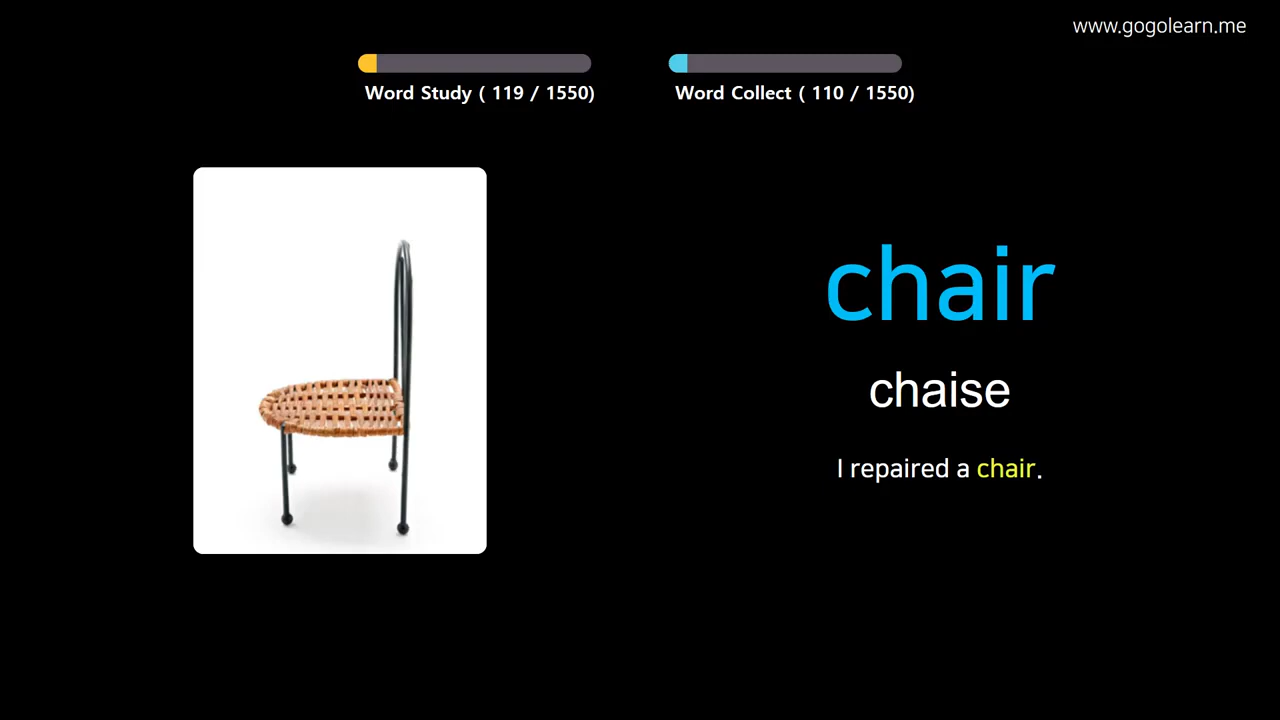 www.gogolearn.me
Word Study ( 119 / 1550)
Word Collect ( 110 / 1550)
chair
chaise
I repaired a chair.